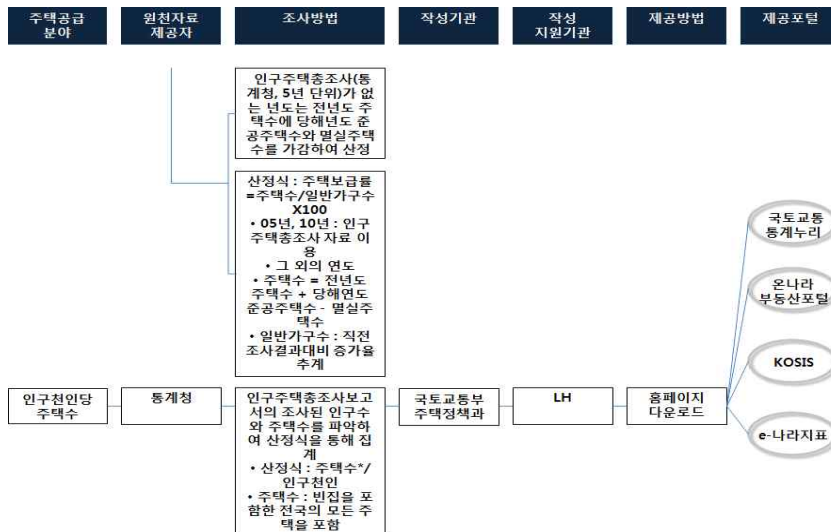 주택공급
분야
원천자료
제공자
조사방법
작성기관
작성
지원기관
제공방법
제공포털
인구주택총조사(통
계청, 5년 단위)가 없
는 년도는 전년도 주
택수에 당해년도 준
공주택수와 멸실주택
수를 가감하여 산정
산정식 : 주택보급률
=주택수/일반가구수
X100
• 05년, 10년 : 인구
주택총조사 자료 이
용
• 그 외의 연도
• 주택수 = 전년도
주택수 + 당해연도
준공주택수 - 멸실주
택수
• 일반가구수 : 직전
조사결과대비 증가율
추계
인구천인당
주택수
통계청
인구주택총조사보고
서의 조사된 인구수
와 주택수를 파악하
여 산정식을 통해 집
계
• 산정식 : 주택수*/
인구천인
• 주택수 : 빈집을 포
함한 전국의 모든 주
택을 포함
국토교통부
주택정책과
LH
홈페이지
다운로드
국토교통
통계누리
온나라
부동산포털
KOSIS
e-나라지표